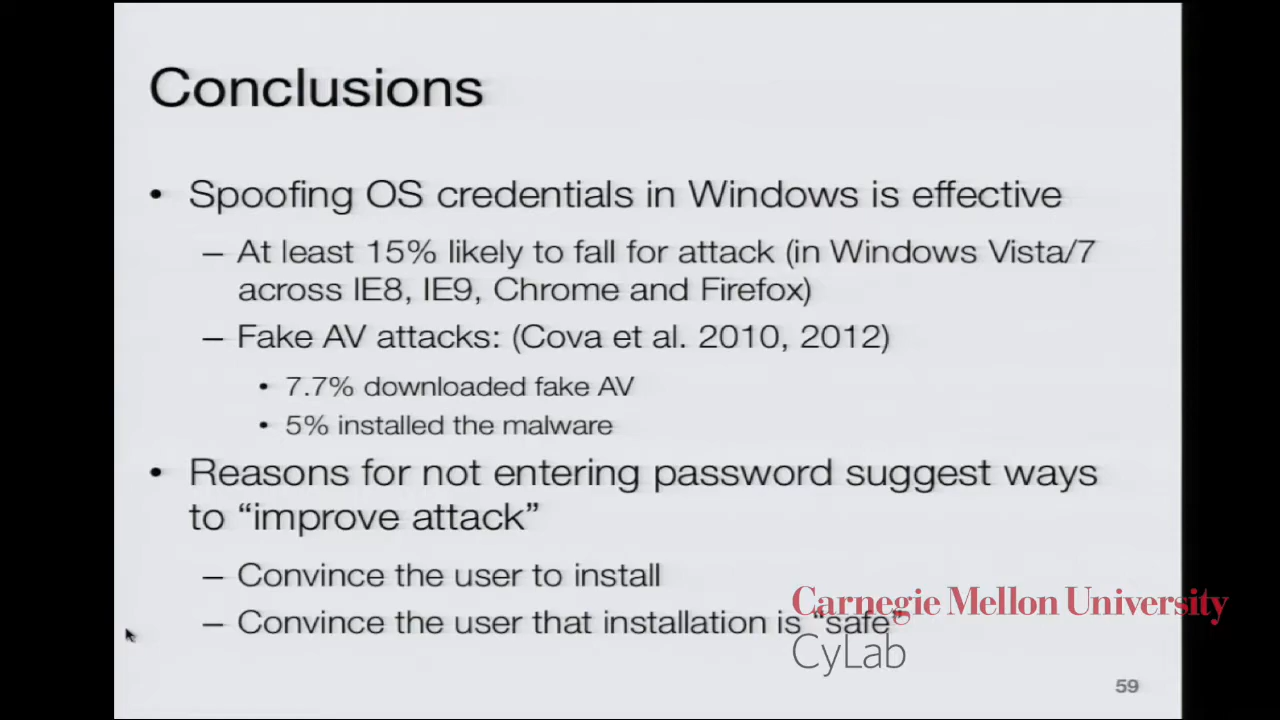 Conclusions
• Spoofing OS credentials in Windows is effective
– At least 15% likely to fall for attack (in Windows Vista/7
across IE8, IE9, Chrome and Firefox)
– Fake AV attacks: (Cova et al. 2010, 2012)
• 7.7% downloaded fake AV
• 5% installed the malware
• Reasons for not entering password suggest ways
to “improve attack”
– Convince the user to install
– Convince the user that installation is “safe”
Carnegie Mellon University
CyLab
59